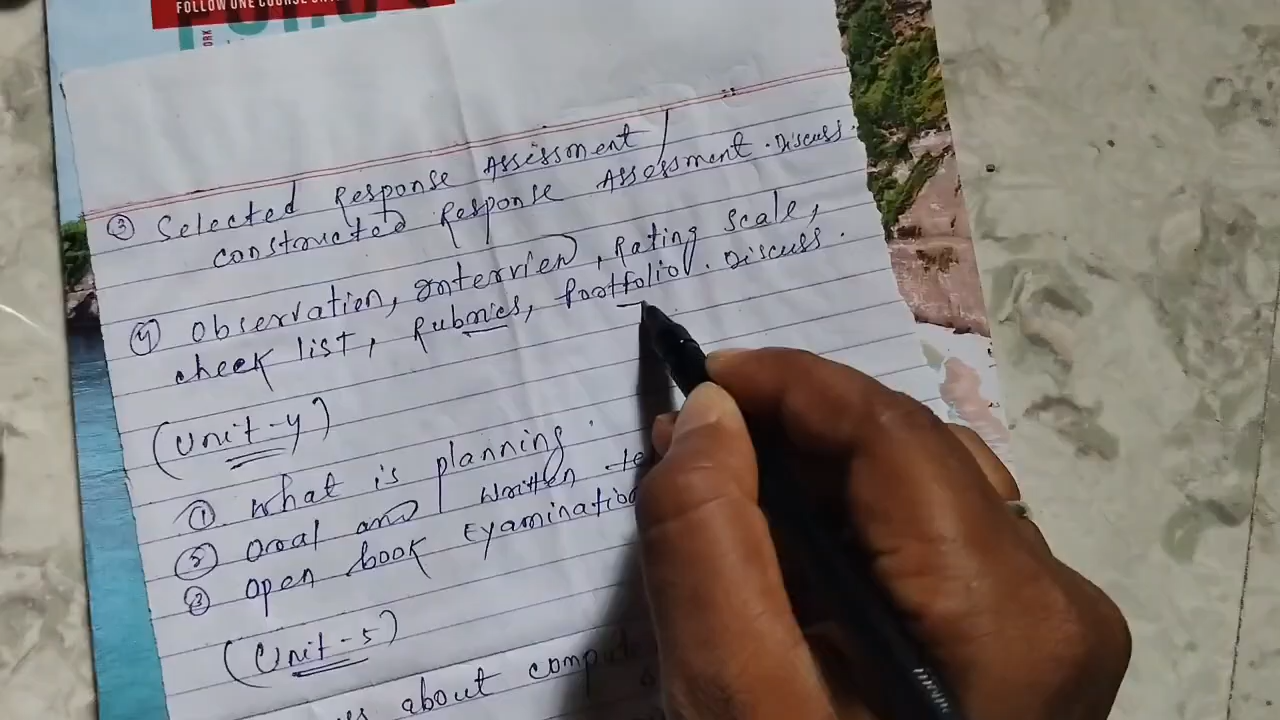 FOLLOW ONE COURSE
③ Selected Response Assessment /
constructed Response Assessment. Discuss.
④ Observation, Interview, Rating Scale,
check list, Rubrics, Portfolio. Discuss.
(Unit-4)
① What is planning.
② Oral and written
③ Open book Examination
(Unit-5)
about